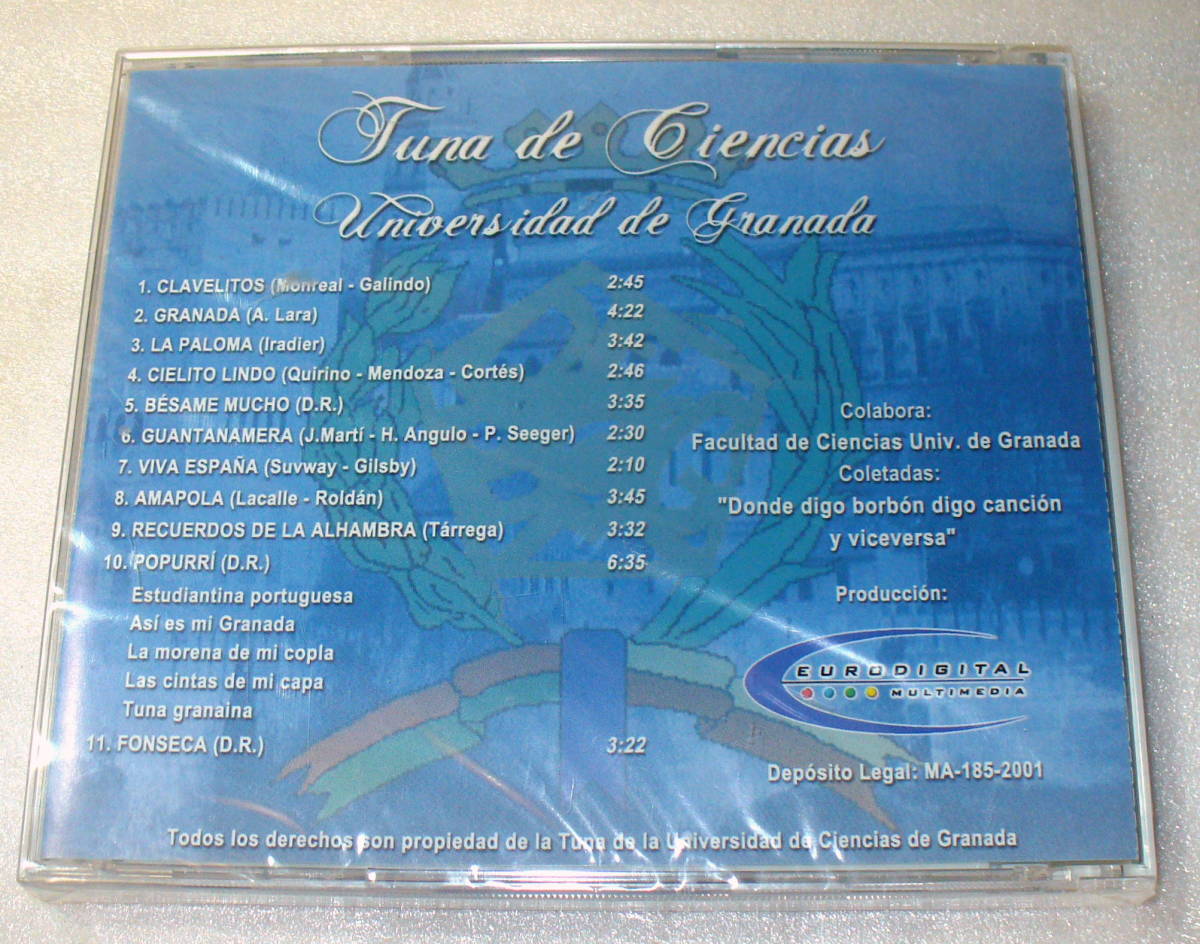 Tuna de Ciencias
Universidad de Granada
1. CLAVELITOS (Monreal - Galindo) 2:45
2. GRANADA (A. Lara) 4:22
3. LA PALOMA (Iradier) 3:42
4. CIELITO LINDO (Quirino - Mendoza - Cortés) 2:46
5. BÉSAME MUCHO (D.R.) 3:35
6. GUANTANAMERA (J.Martí - H. Angulo - P. Seeger) 2:30
7. VIVA ESPAÑA (Suvway - Gilsby) 2:10
8. AMAPOLA (Lacalle - Roldán) 3:45
9. RECUERDOS DE LA ALHAMBRA (Tárrega) 3:32
10. POPURRÍ (D.R.) 6:35
Estudiantina portuguesa
Así es mi Granada
La morena de mi copla
Las cintas de mi capa
Tuna granaina
11. FONSECA (D.R.) 3:22
Colabora:
Facultad de Ciencias Univ. de Granada
Coletadas:
"Donde digo borbón digo canción
y viceversa"
Producción:
EURODIGITAL
MULTIMEDIA
Depósito Legal: MA-185-2001
Todos los derechos son propiedad de la Tuna de la Universidad de Ciencias de Granada